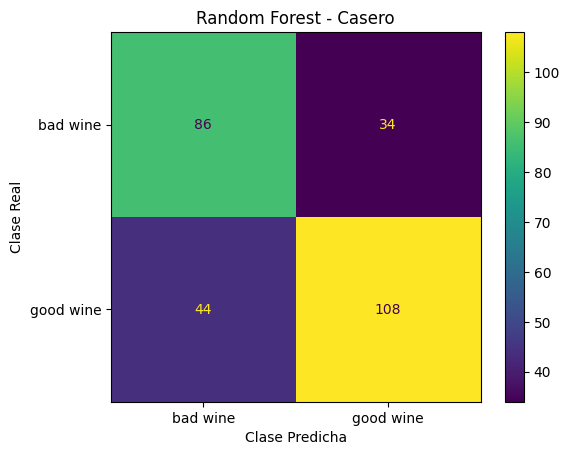 Random Forest - Casero
Clase Real
bad wine
good wine
86
34
44
108
bad wine
good wine
Clase Predicha
100
90
80
70
60
50
40